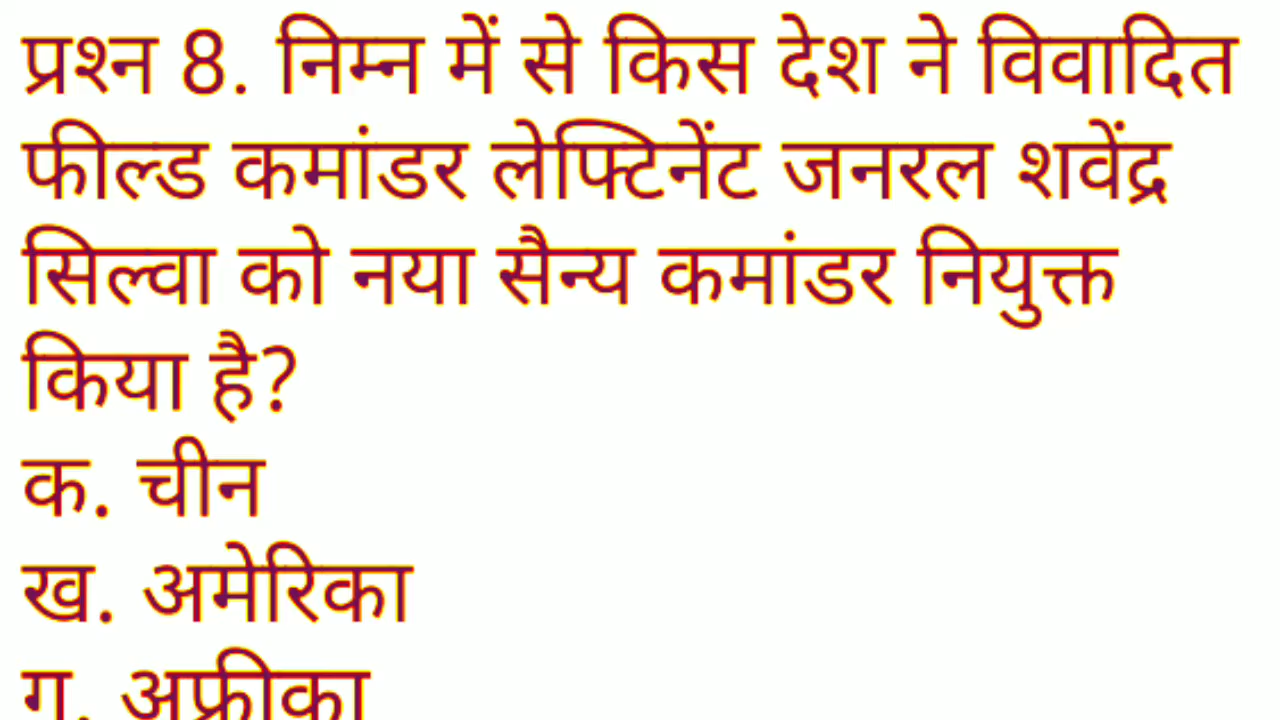 प्रश्न 8. निम्न में से किस देश ने विवादित
फील्ड कमांडर लेफ्टिनेंट जनरल शवेंद्र
सिल्वा को नया सैन्य कमांडर नियुक्त
किया है?
क. चीन
ख. अमेरिका
ग. अफ्रीका